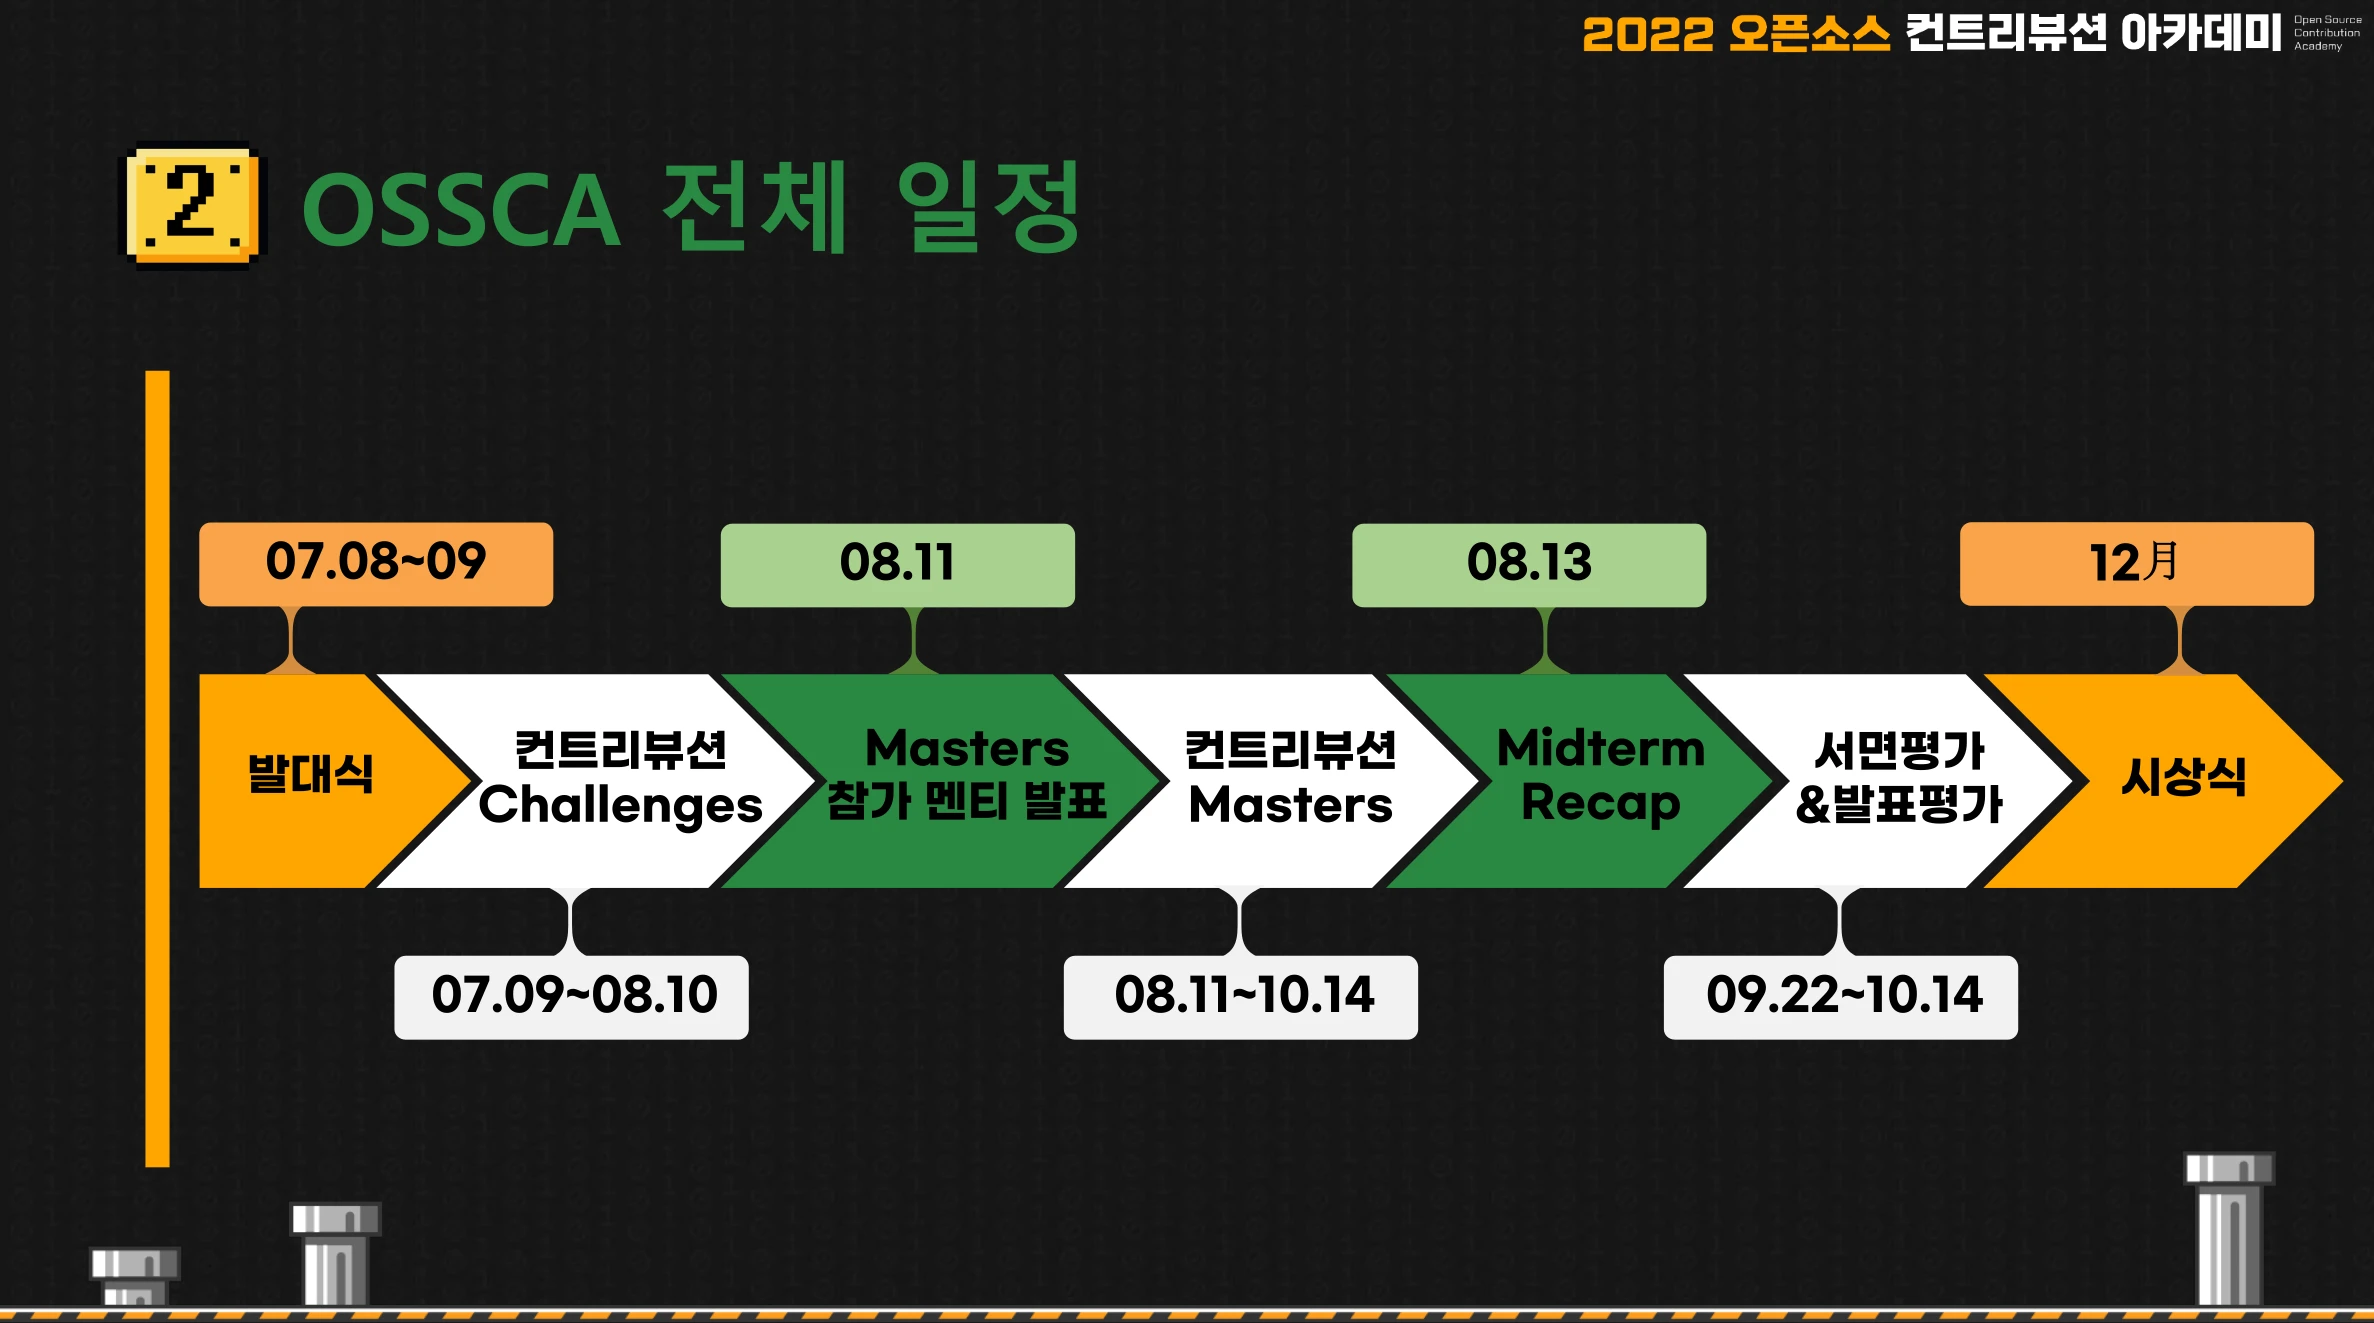 2022 오픈소스 컨트리뷰션 아카데미
Open Source
Contribution
Academy
2 OSSCA 전체 일정
07.08~09
08.11
08.13
12月
발대식
컨트리뷰션
Challenges
Masters
참가 멘티 발표
컨트리뷰션
Masters
Midterm
Recap
서면평가
&발표평가
시상식
07.09~08.10
08.11~10.14
09.22~10.14